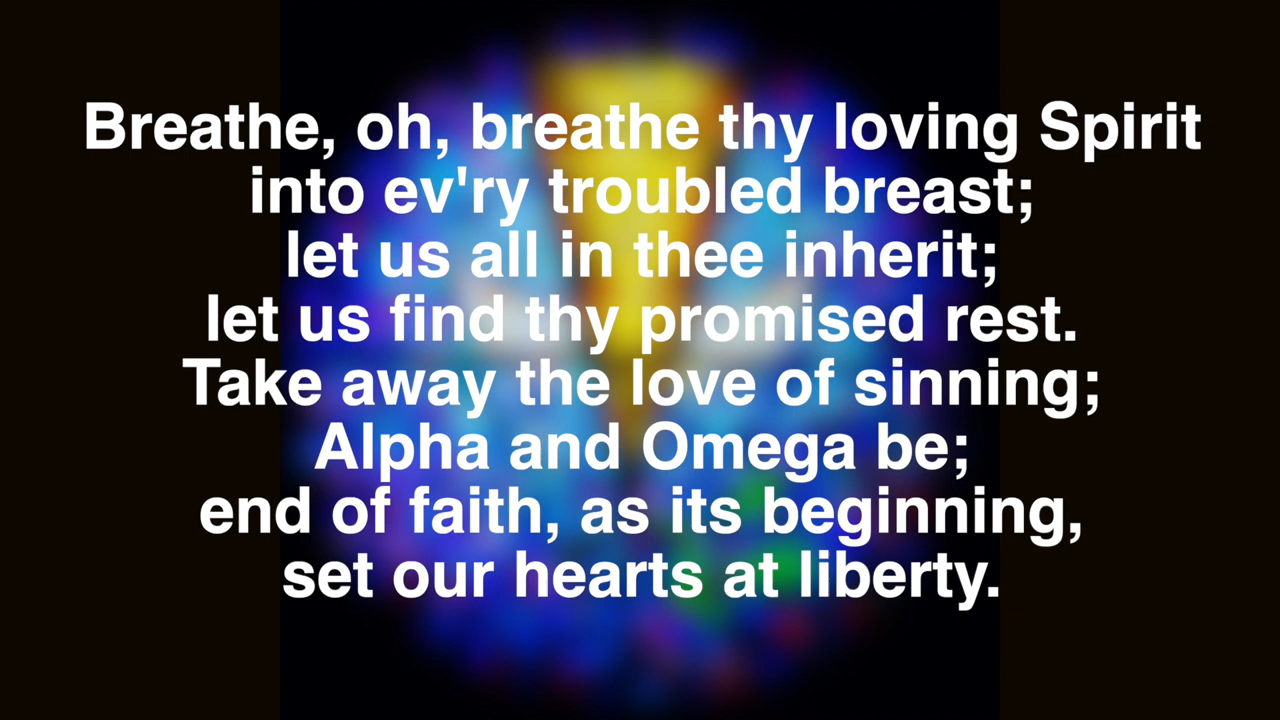 Breathe, oh, breathe thy loving Spirit
into ev'ry troubled breast;
let us all in thee inherit;
let us find thy promised rest.
Take away the love of sinning;
Alpha and Omega be;
end of faith, as its beginning,
set our hearts at liberty.